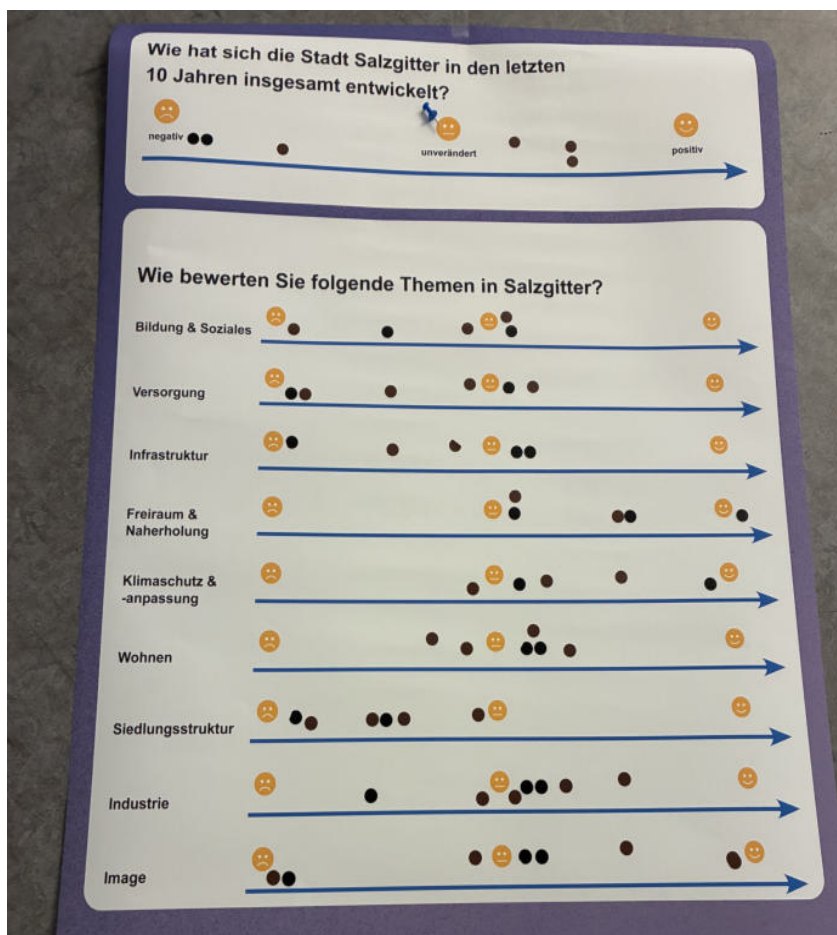 Wie hat sich die Stadt Salzgitter in den letzten
10 Jahren insgesamt entwickelt?
negativ
unverändert
positiv
Wie bewerten Sie folgende Themen in Salzgitter?
Bildung & Soziales
Versorgung
Infrastruktur
Freiraum &
Naherholung
Klimaschutz &
-anpassung
Wohnen
Siedlungsstruktur
Industrie
Image